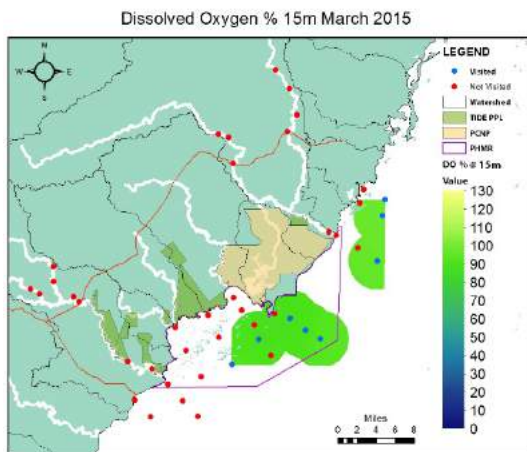 Dissolved Oxygen % 15m March 2015
N
W E
S
LEGEND
Visited
Not Visited
Watershed
TIDE PPL
PCNP
PHMR
DO % @ 15m
Value
130
120
110
100
90
80
70
60
50
40
30
20
10
0
Miles
0 2 4 6 8